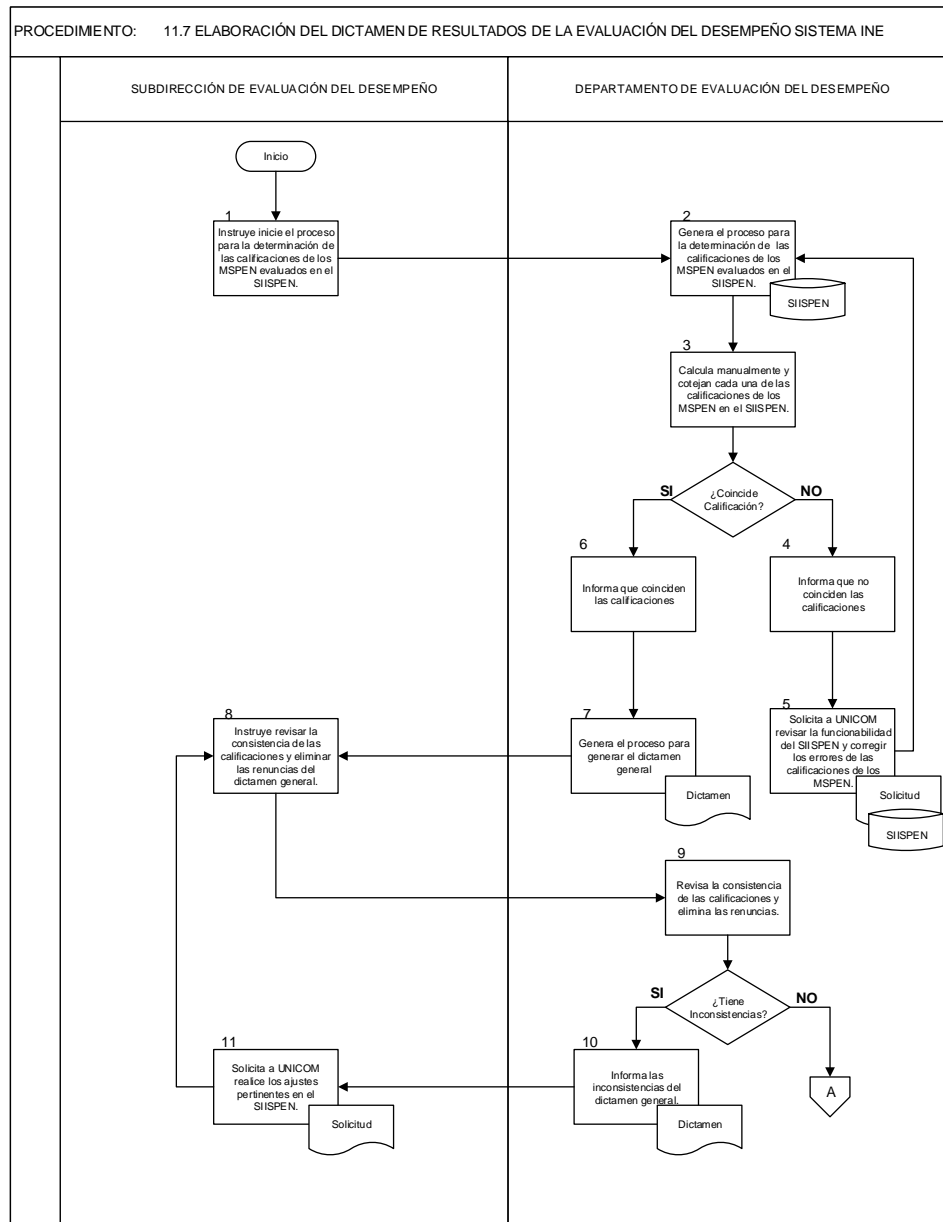 PROCEDIMIENTO: 11.7 ELABORACIÓN DEL DICTAMEN DE RESULTADOS DE LA EVALUACIÓN DEL DESEMPEÑO SISTEMA INE
SUBDIRECCIÓN DE EVALUACIÓN DEL DESEMPEÑO
DEPARTAMENTO DE EVALUACIÓN DEL DESEMPEÑO
Inicio
1
Instruye inicie el proceso
para la determinación de
las calificaciones de los
MSPEN evaluados en el
SIISPEN.
2
Genera el proceso para
la determinación de las
calificaciones de los
MSPEN evaluados en el
SIISPEN.
SIISPEN
3
Calcula manualmente y
cotejan cada una de las
calificaciones de los
MSPEN en el SIISPEN.
SI
¿Coincide
Calificación?
NO
6
Informa que coinciden
las calificaciones
4
Informa que no
coinciden las
calificaciones
5
Solicita a UNICOM
revisar la funcionabilidad
del SIISPEN y corregir
los errores de las
calificaciones de los
MSPEN.
Solicitud
SIISPEN
7
Genera el proceso para
generar el dictamen
general
Dictamen
8
Instruye revisar la
consistencia de las
calificaciones y eliminar
las renuncias del
dictamen general.
9
Revisa la consistencia
de las calificaciones y
elimina las renuncias.
SI
¿Tiene
Inconsistencias?
NO
10
Informa las
inconsistencias del
dictamen general.
Dictamen
A
11
Solicita a UNICOM
realice los ajustes
pertinentes en el
SIISPEN.
Solicitud